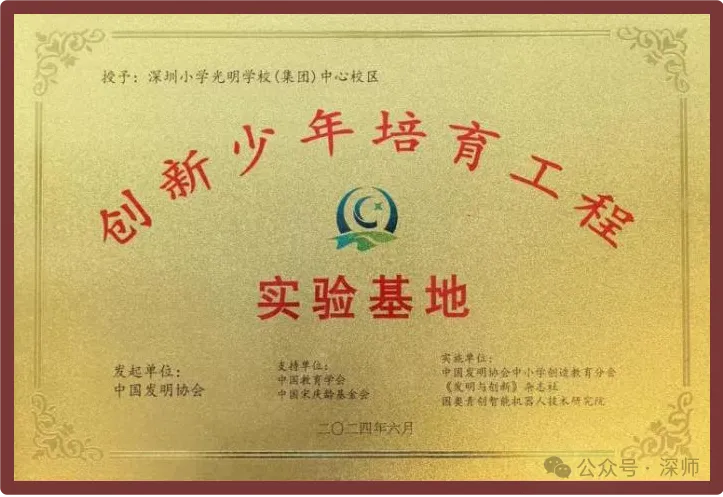 授予：深圳小学光明学校(集团)中心校区
创新少年培育工程
实验基地
发起单位：
中国发明协会
支持单位：
中国教育学会
中国宋庆龄基金会
实施单位：
中国发明协会中小学创造教育分会
《发明与创新》杂志社
国奥青创智能机器人技术研究院
二〇二四年六月
公众号·深师